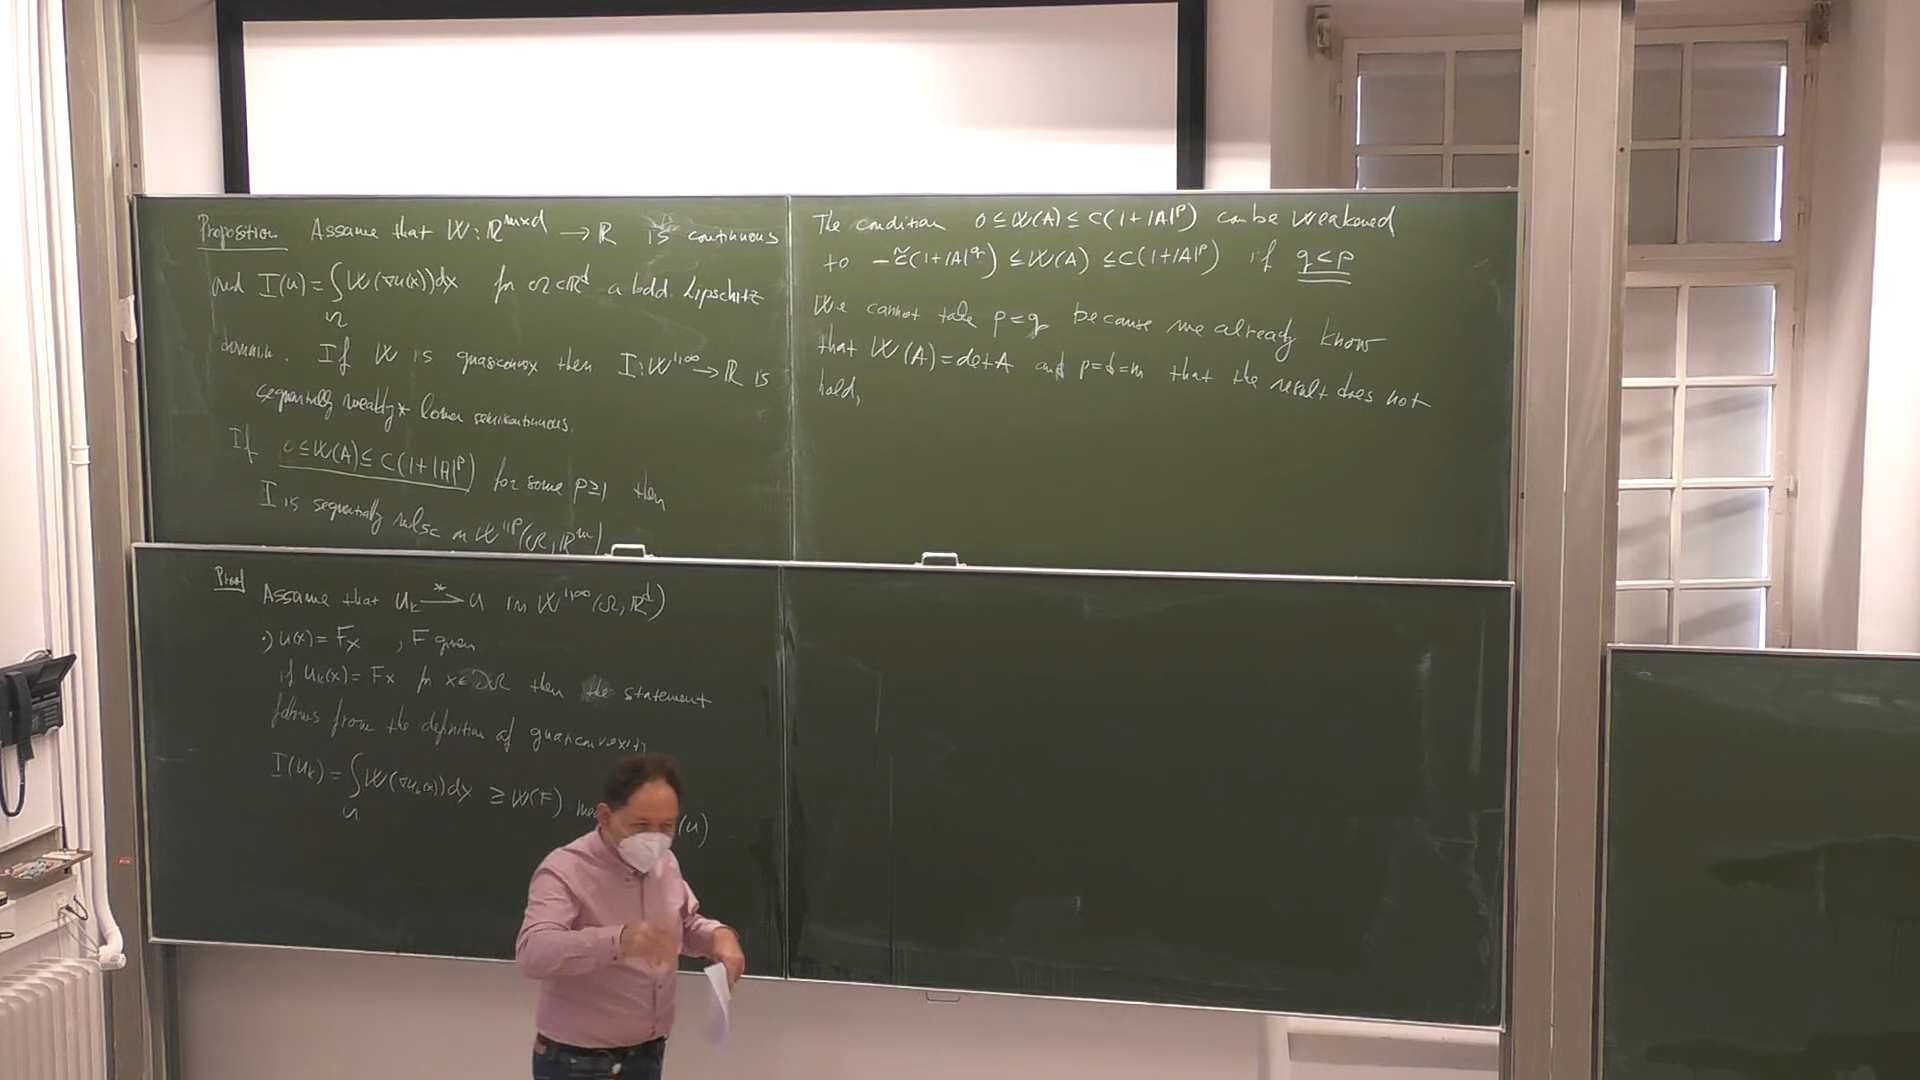 Proposition Assume that W: ℝ^{m×d} → ℝ is continuous
and I(u) = ∫_Ω W(∇u(x))dx for Ω⊂ℝ^d a bdd. Lipschitz
domain. If W is quasiconvex then I: W^{1,∞} → ℝ is
sequentially weakly* lower semicontinuous.
If 0≤W(A)≤C(1+|A|^p) for some p≥1 then
I is sequentially wlsc on W^{1,p}(Ω,ℝ^m)
The condition 0≤W(A)≤C(1+|A|^p) can be weakened
to -C̃(1+|A|^q)≤W(A)≤C(1+|A|^p) if q<p
We cannot take p=q because we already know
that W(A)=detA and p=d=m that the result does not
hold,
Proof Assume that u_k ⇀* u in W^{1,∞}(Ω,ℝ^d)
·) u(x)=Fx , F given
if u_k(x)=Fx for x∈∂Ω then the statement
follows from the definition of quasiconvexity
I(u_k) = ∫_Ω W(∇u_k(x))dx ≥ W(F) (u)